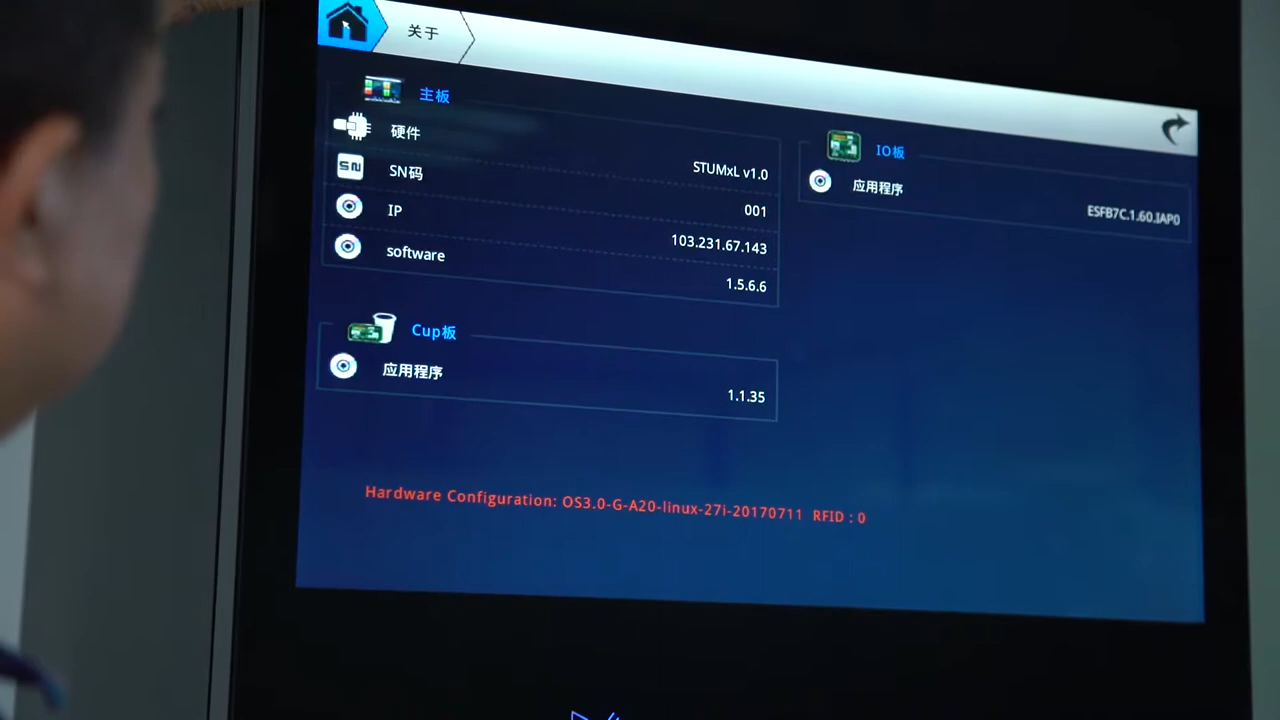 关于
主板
硬件
STUMxL v1.0
SN
SN码
001
IP
103.231.67.143
software
1.5.6.6
Cup板
应用程序
1.1.35
IO板
应用程序
ESFB7C.1.60.IAP0
Hardware Configuration: OS3.0-G-A20-linux-27i-20170711 RFID : 0